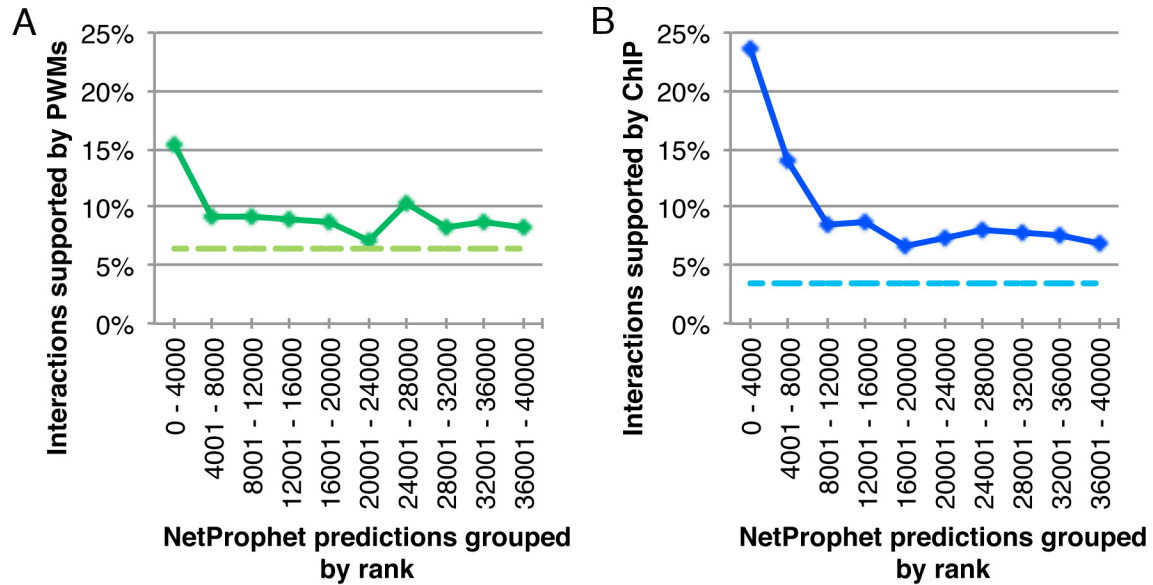 A
Interactions supported by PWMs
25%
20%
15%
10%
5%
0%
0 - 4000
4001 - 8000
8001 - 12000
12001 - 16000
16001 - 20000
20001 - 24000
24001 - 28000
28001 - 32000
32001 - 36000
36001 - 40000
NetProphet predictions grouped
by rank
B
Interactions supported by ChIP
25%
20%
15%
10%
5%
0%
0 - 4000
4001 - 8000
8001 - 12000
12001 - 16000
16001 - 20000
20001 - 24000
24001 - 28000
28001 - 32000
32001 - 36000
36001 - 40000
NetProphet predictions grouped
by rank